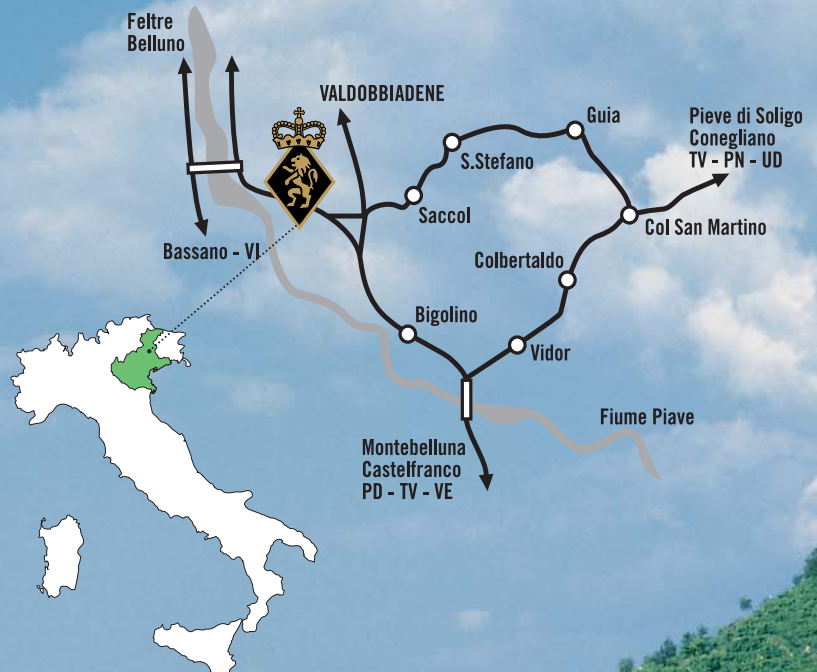 Feltre
Belluno
VALDOBBIADENE
Guia
Pieve di Soligo
Conegliano
TV - PN - UD
S.Stefano
Saccol
Col San Martino
Bassano - VI
Colbertaldo
Bigolino
Vidor
Fiume Piave
Montebelluna
Castelfranco
PD - TV - VE